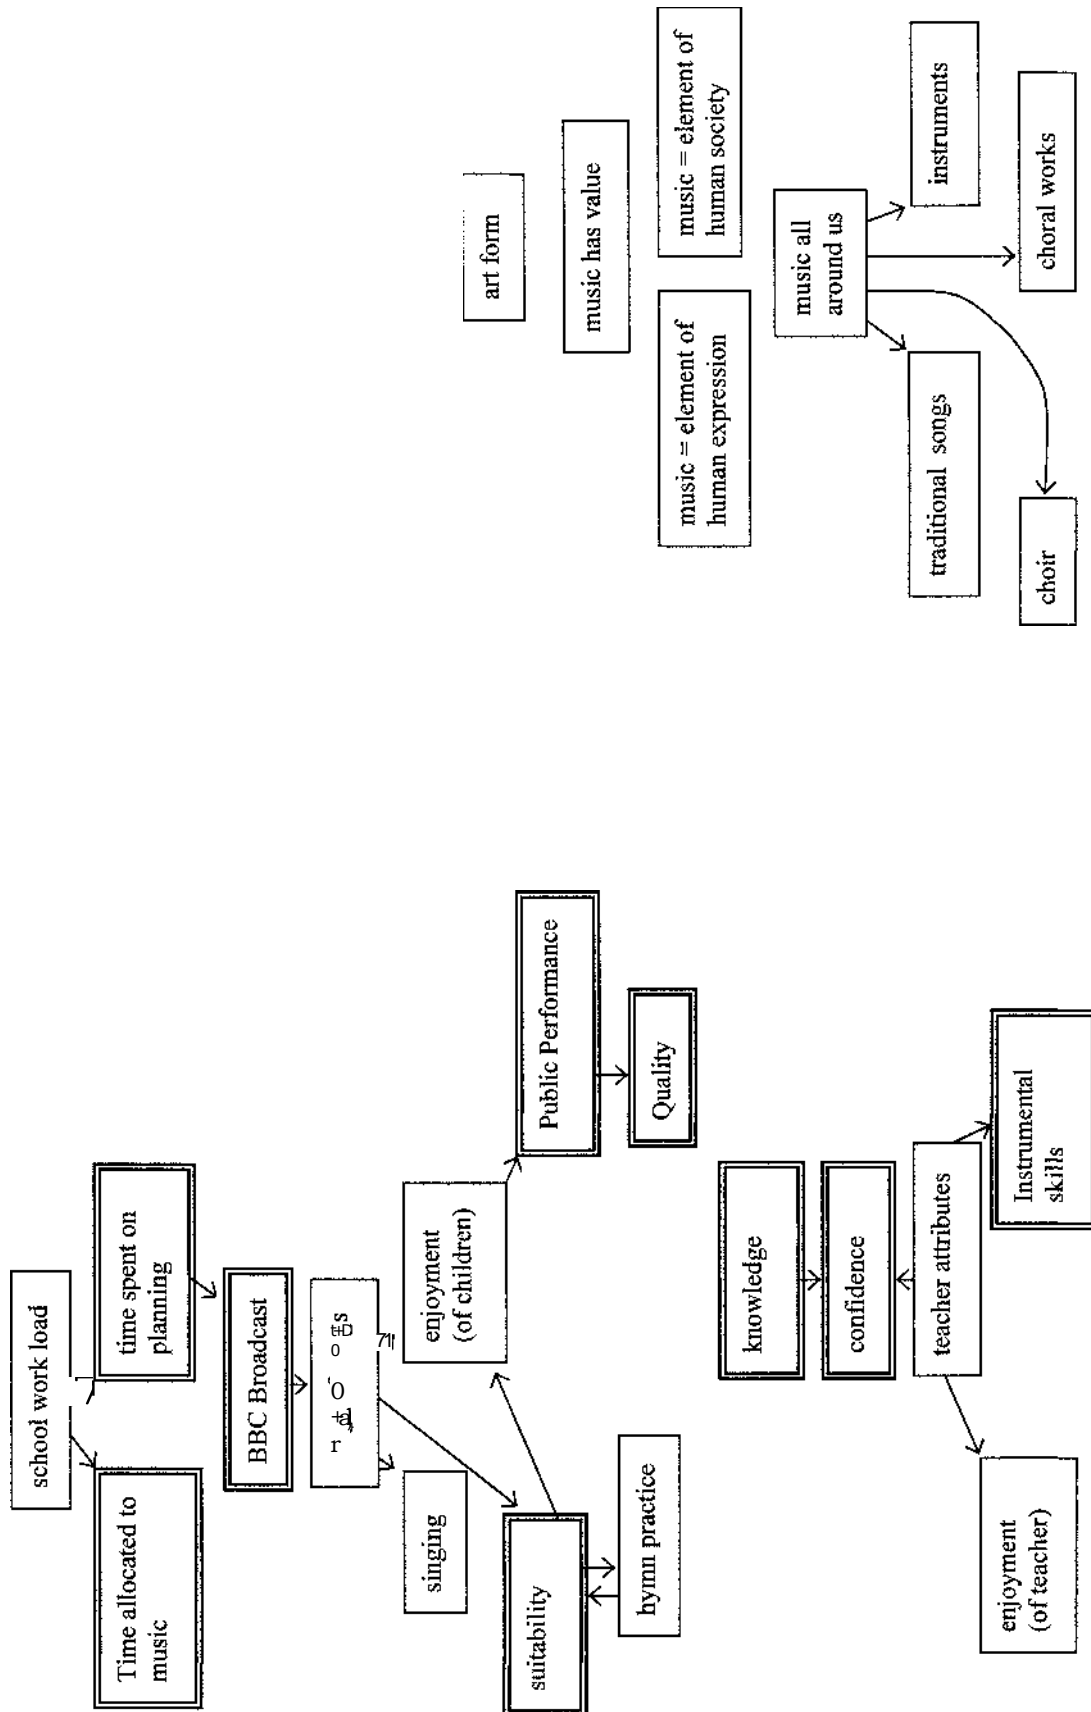 school work load
Time allocated to
music
time spent on
planning
BBC Broadcast
singing
enjoyment
(of children)
suitability
Public Performance
hymn practice
Quality
knowledge
confidence
teacher attributes
enjoyment
(of teacher)
Instrumental
skills
art form
music has value
music = element of
human expression
music = element of
human society
music all
around us
traditional songs
instruments
choir
choral works